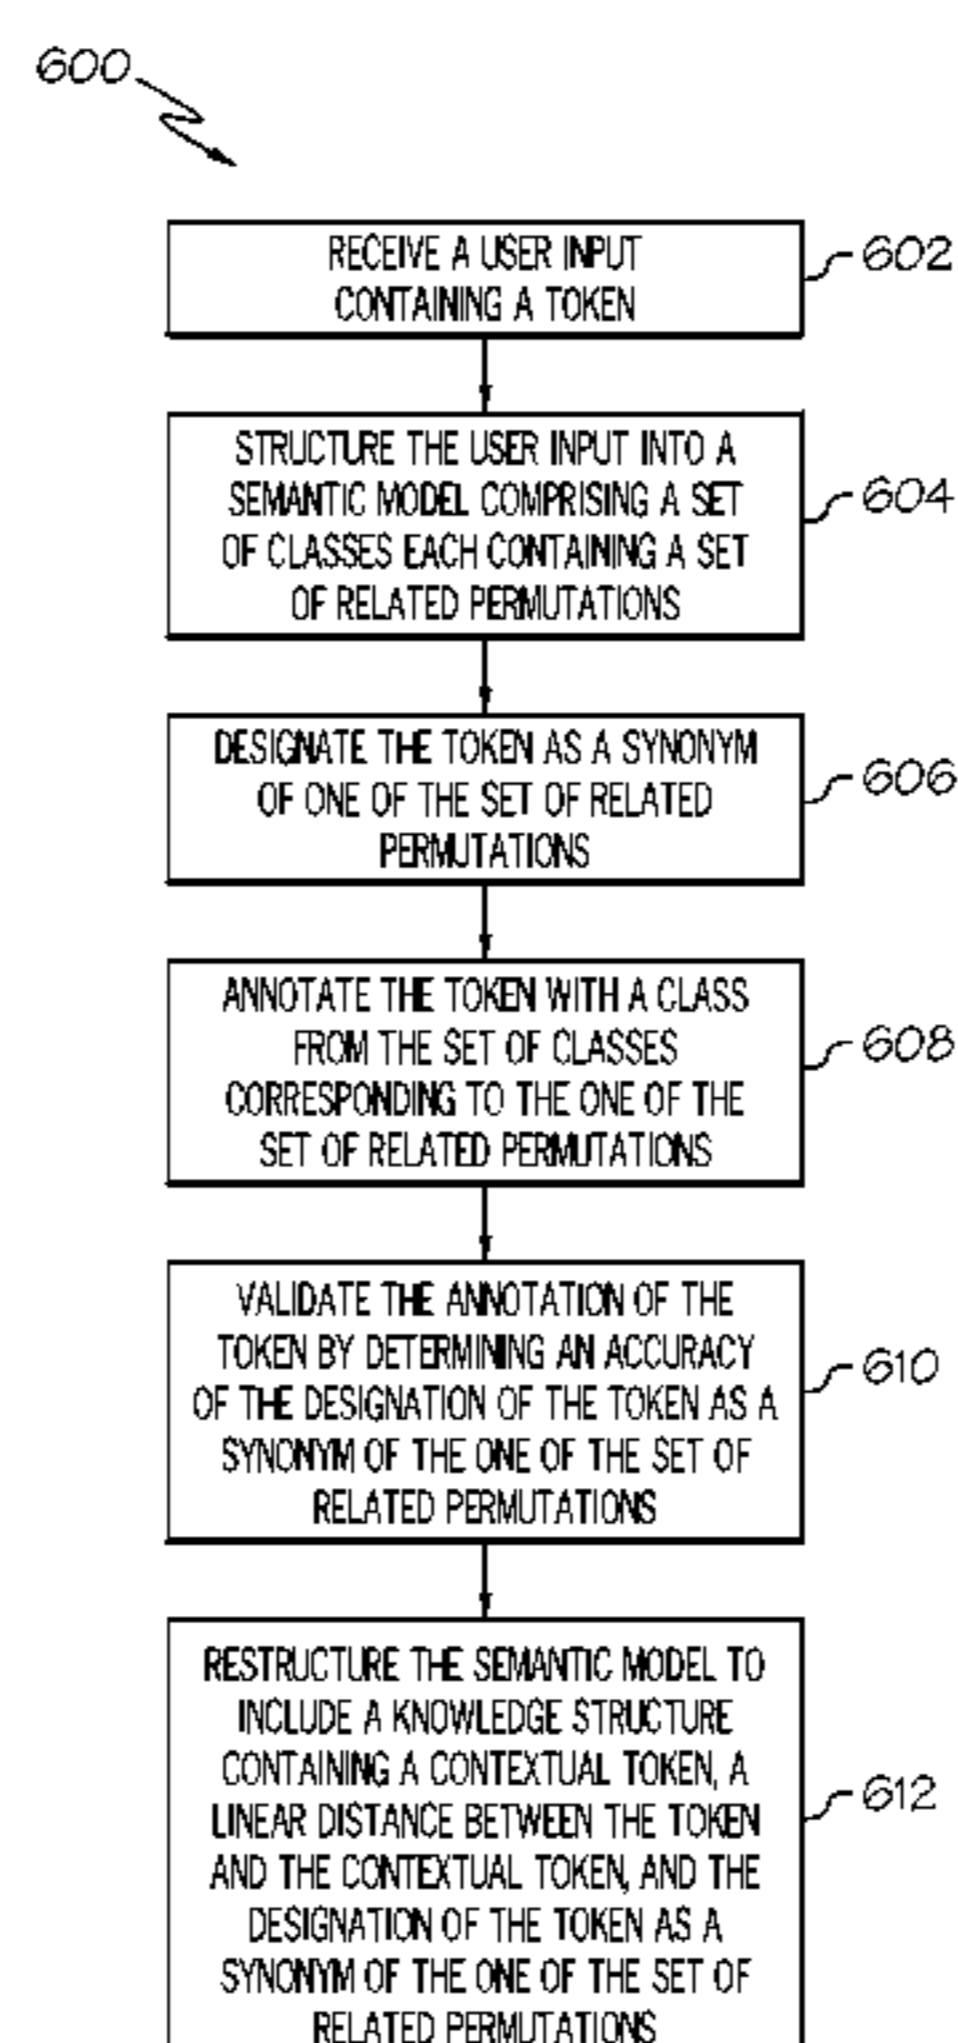 600
RECEIVE A USER INPUT
CONTAINING A TOKEN
602
STRUCTURE THE USER INPUT INTO A
SEMANTIC MODEL COMPRISING A SET
OF CLASSES EACH CONTAINING A SET
OF RELATED PERMUTATIONS
604
DESIGNATE THE TOKEN AS A SYNONYM
OF ONE OF THE SET OF RELATED
PERMUTATIONS
606
ANNOTATE THE TOKEN WITH A CLASS
FROM THE SET OF CLASSES
CORRESPONDING TO THE ONE OF THE
SET OF RELATED PERMUTATIONS
608
VALIDATE THE ANNOTATION OF THE
TOKEN BY DETERMINING AN ACCURACY
OF THE DESIGNATION OF THE TOKEN AS A
SYNONYM OF THE ONE OF THE SET OF
RELATED PERMUTATIONS
610
RESTRUCTURE THE SEMANTIC MODEL TO
INCLUDE A KNOWLEDGE STRUCTURE
CONTAINING A CONTEXTUAL TOKEN, A
LINEAR DISTANCE BETWEEN THE TOKEN
AND THE CONTEXTUAL TOKEN, AND THE
DESIGNATION OF THE TOKEN AS A
SYNONYM OF THE ONE OF THE SET OF
RELATED PERMUTATIONS
612